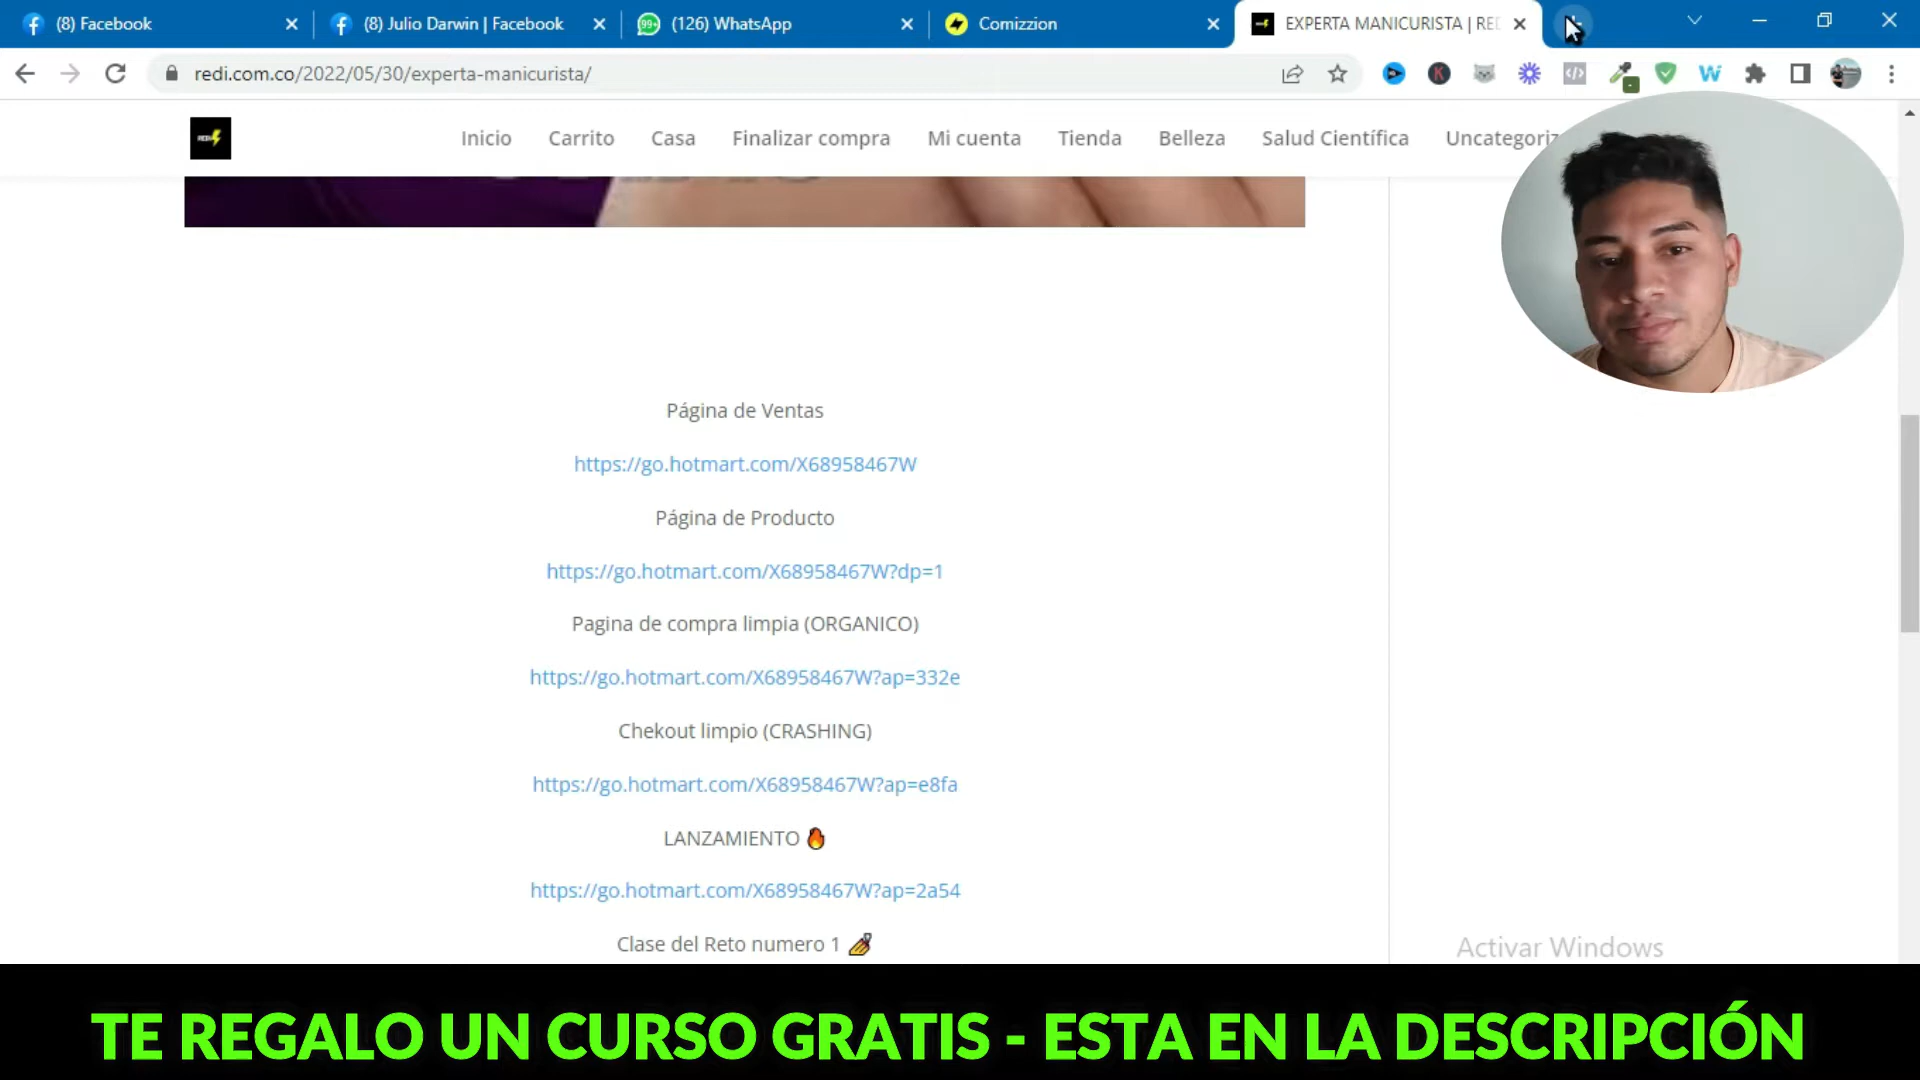 (8) Facebook
(8) Julio Darwin | Facebook
99+
(126) WhatsApp
Comizzion
EXPERTA MANICURISTA | RED
redi.com.co/2022/05/30/experta-manicurista/
Inicio
Carrito
Casa
Finalizar compra
Mi cuenta
Tienda
Belleza
Salud Científica
Uncategoriz
Página de Ventas
https://go.hotmart.com/X68958467W
Página de Producto
https://go.hotmart.com/X68958467W?dp=1
Pagina de compra limpia (ORGANICO)
https://go.hotmart.com/X68958467W?ap=332e
Chekout limpio (CRASHING)
https://go.hotmart.com/X68958467W?ap=e8fa
LANZAMIENTO 🔥
https://go.hotmart.com/X68958467W?ap=2a54
Clase del Reto numero 1 💅
Activar Windows
TE REGALO UN CURSO GRATIS - ESTA EN LA DESCRIPCIÓN